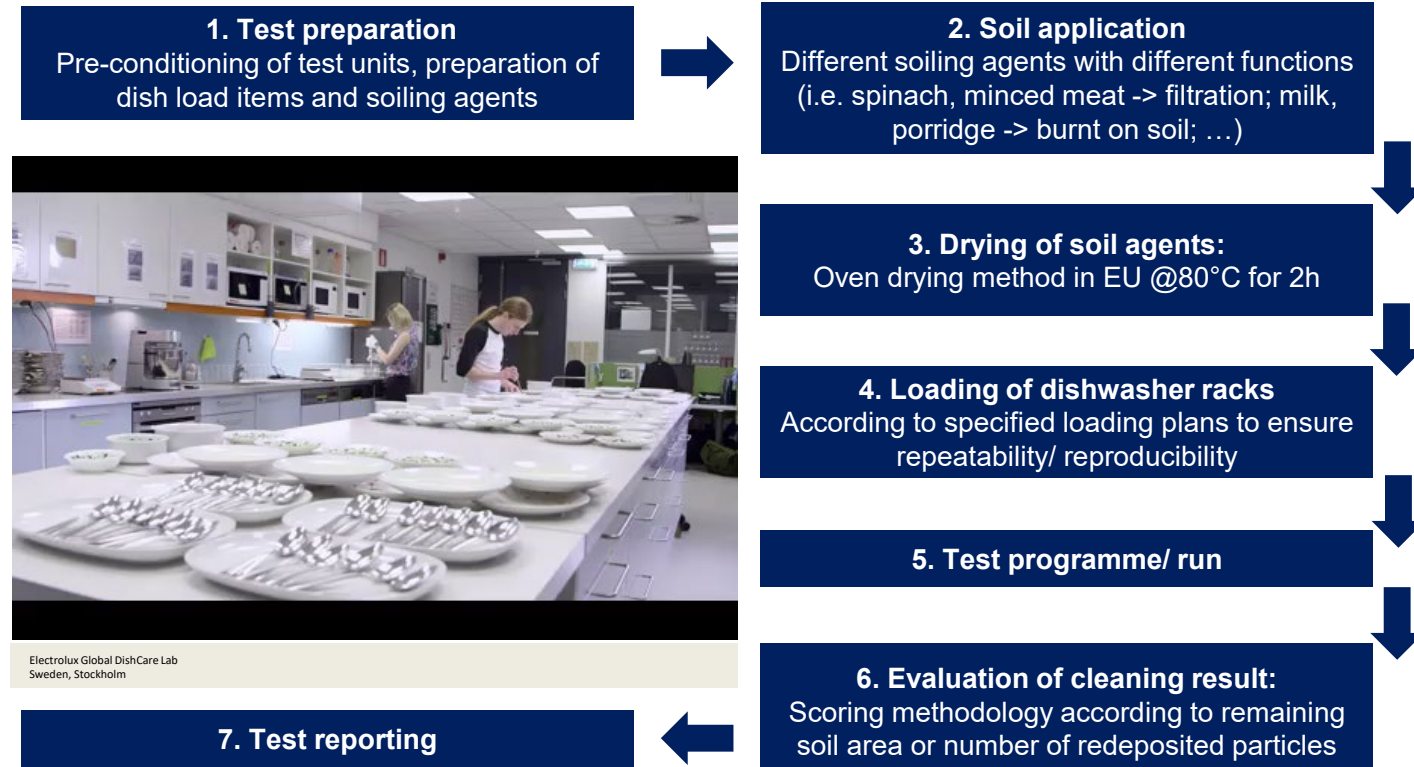 1. Test preparation
Pre-conditioning of test units, preparation of
dish load items and soiling agents
2. Soil application
Different soiling agents with different functions
(i.e. spinach, minced meat -> filtration; milk,
porridge -> burnt on soil; …)
3. Drying of soil agents:
Oven drying method in EU @80°C for 2h
4. Loading of dishwasher racks
According to specified loading plans to ensure
repeatability/ reproducibility
5. Test programme/ run
6. Evaluation of cleaning result:
Scoring methodology according to remaining
soil area or number of redeposited particles
7. Test reporting
Electrolux Global DishCare Lab
Sweden, Stockholm